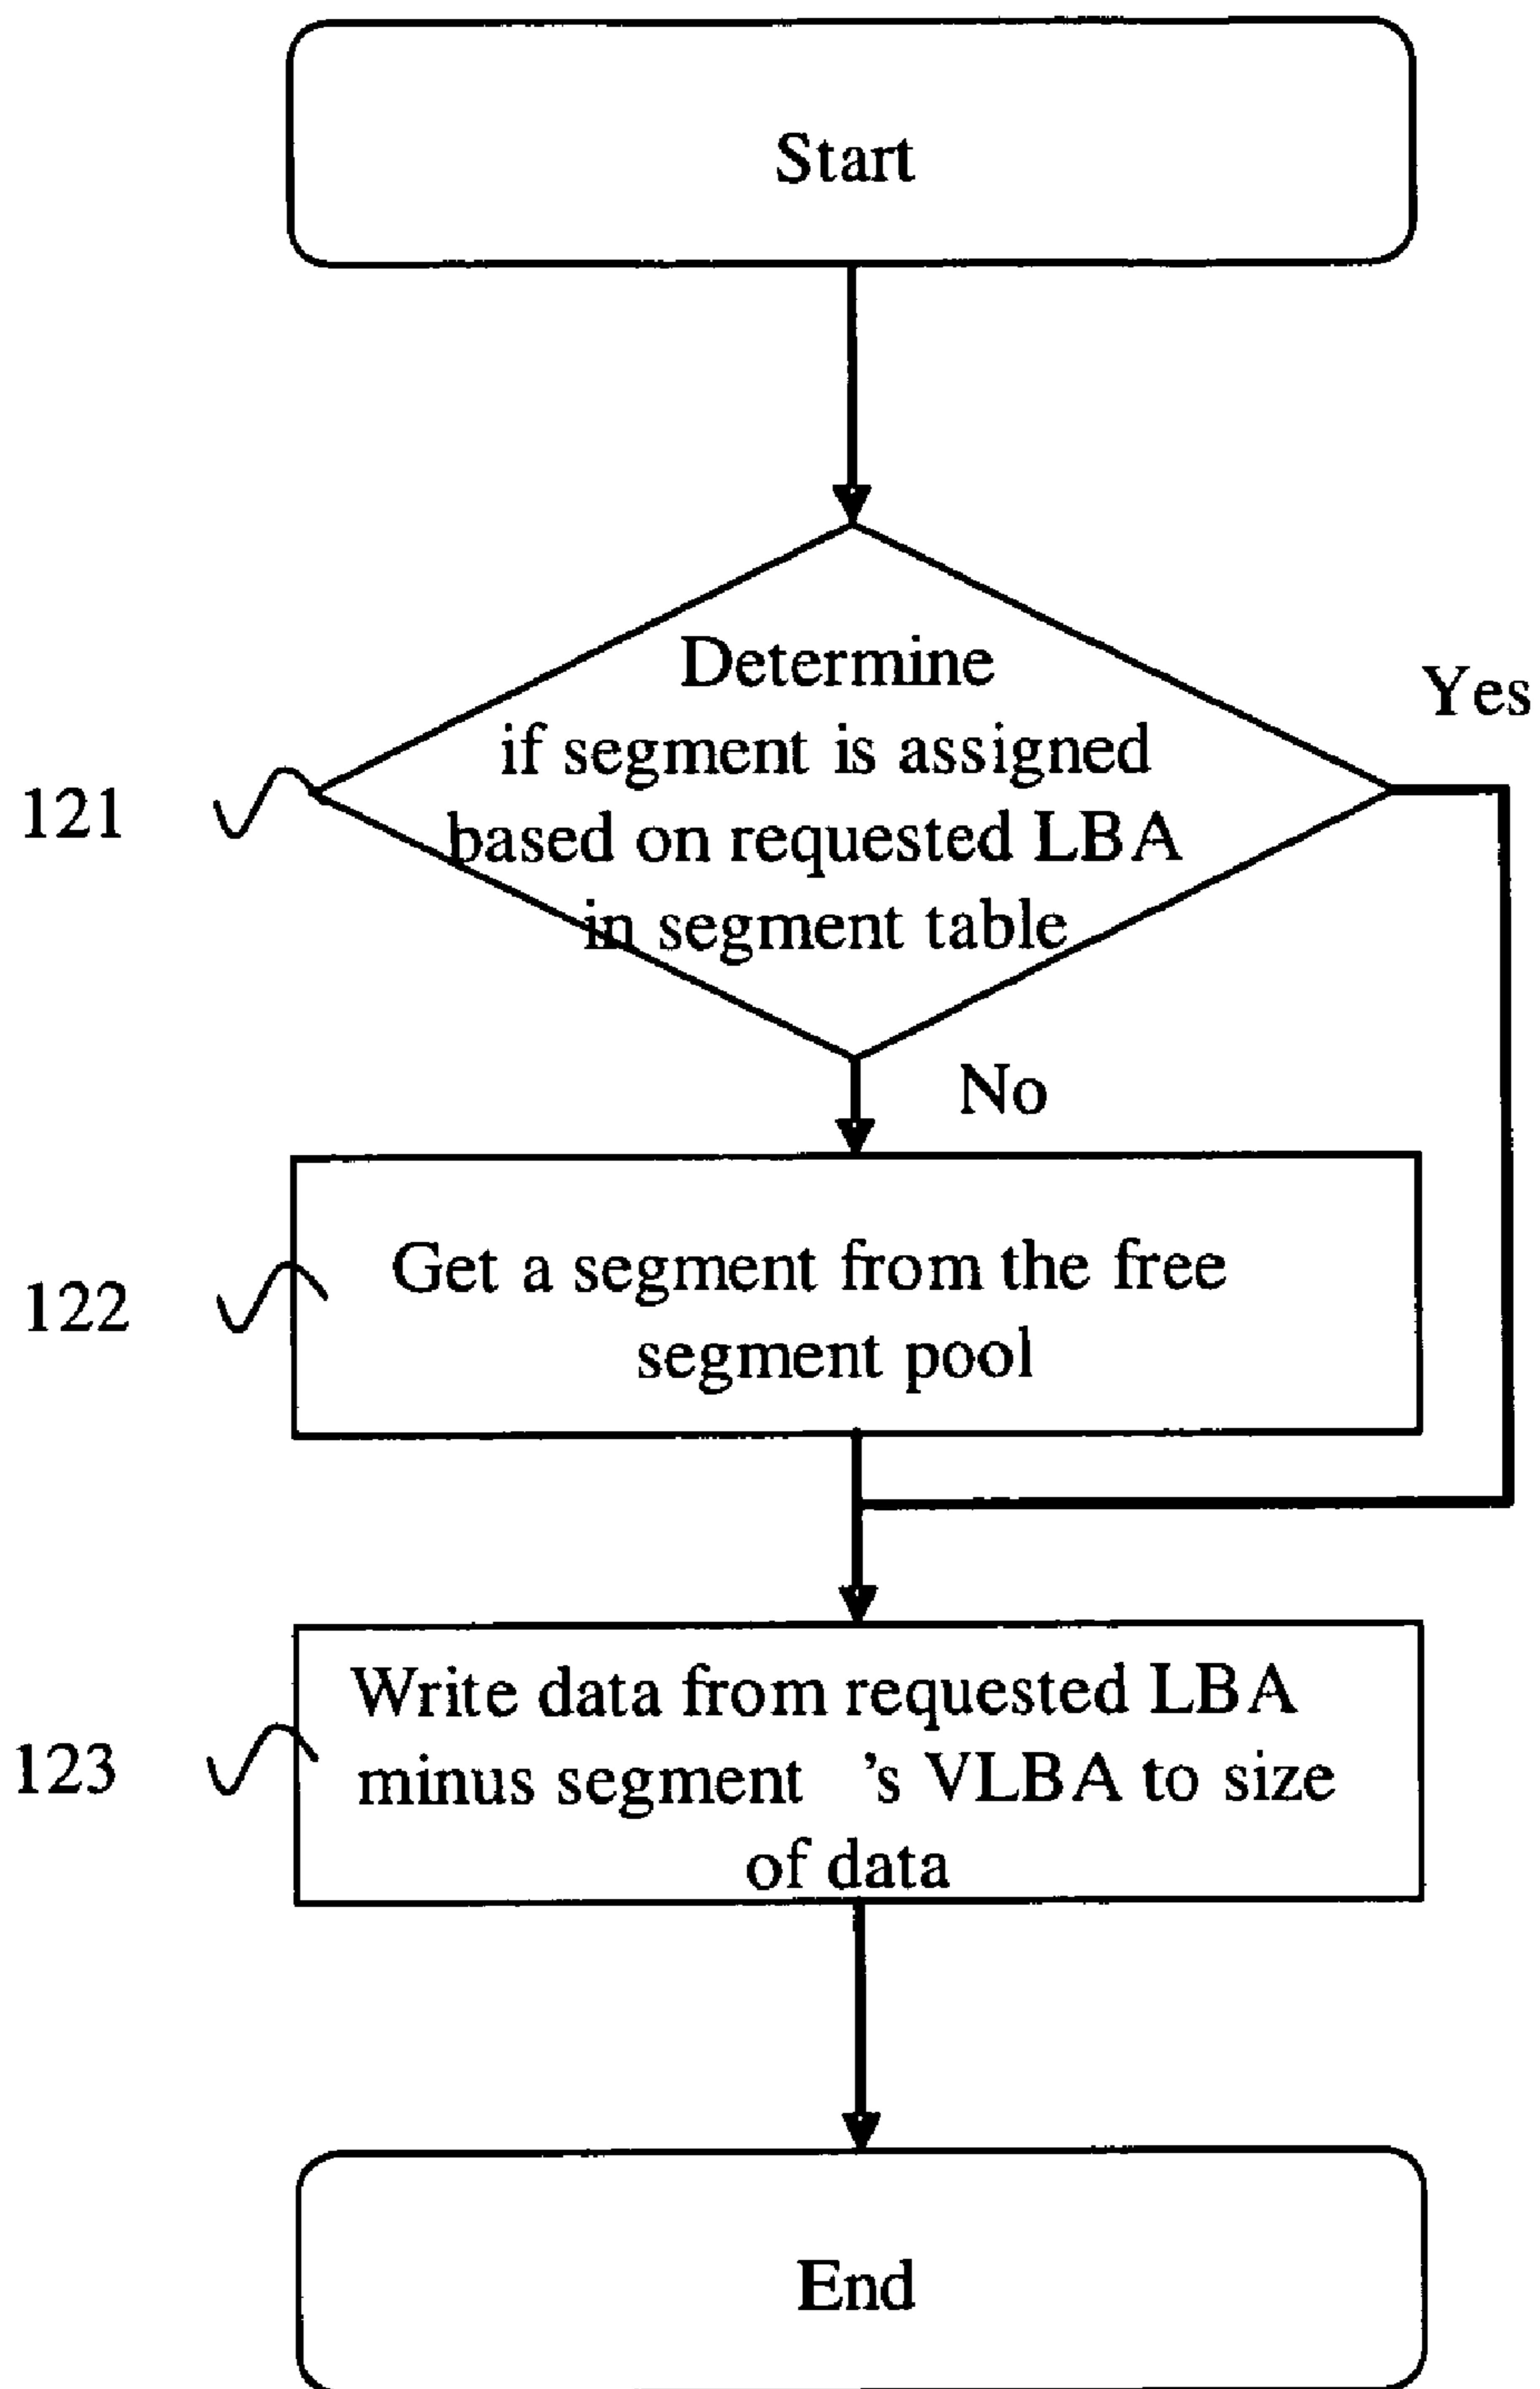 Start
Determine
if segment is assigned
based on requested LBA
in segment table
Yes
121
No
Get a segment from the free
segment pool
122
Write data from requested LBA
minus segment 's VLBA to size
of data
123
End